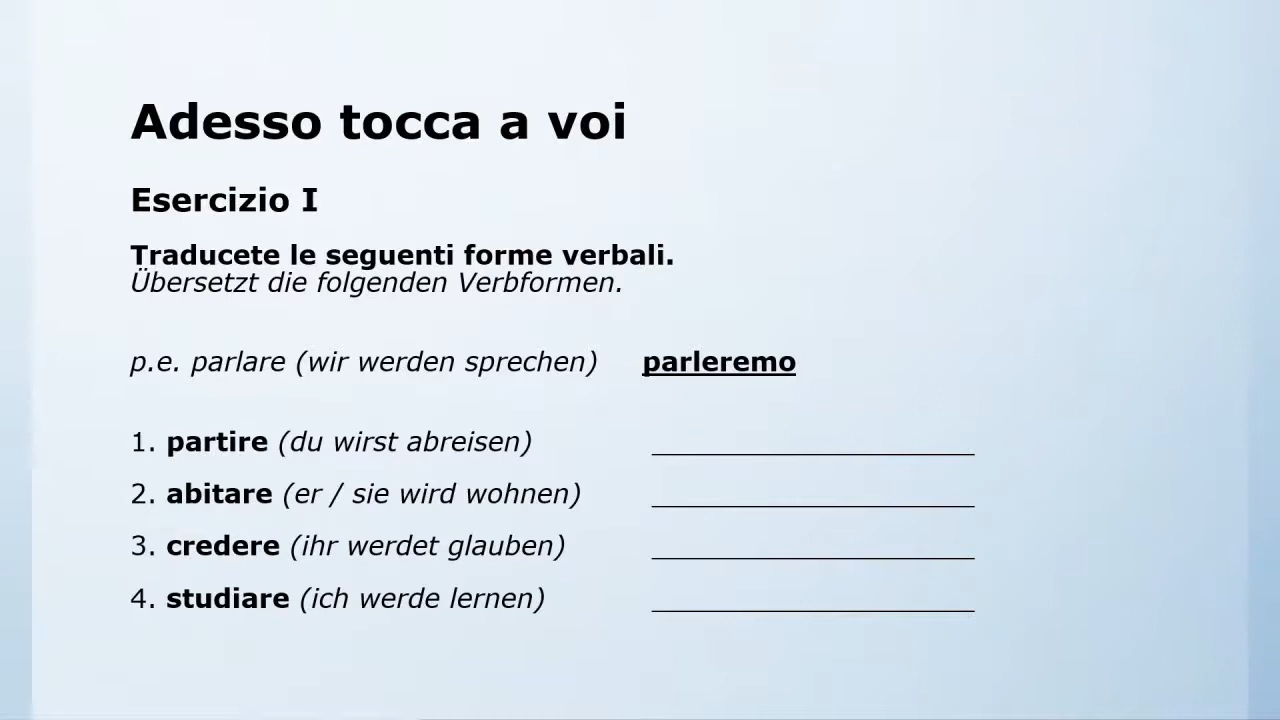 Adesso tocca a voi
Esercizio I
Traducete le seguenti forme verbali.
Übersetzt die folgenden Verbformen.
p.e. parlare (wir werden sprechen) parleremo
1. partire (du wirst abreisen) ______________________
2. abitare (er / sie wird wohnen) ______________________
3. credere (ihr werdet glauben) ______________________
4. studiare (ich werde lernen) ______________________